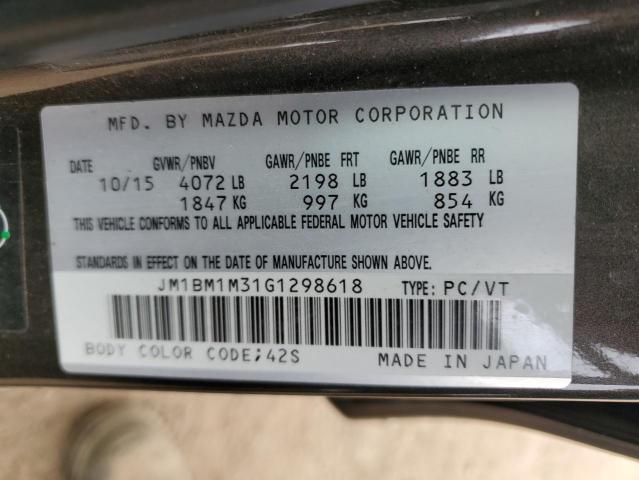 MFD. BY MAZDA MOTOR CORPORATION
DATE GVWR/PNBV GAWR/PNBE FRT GAWR/PNBE RR
10/15 4072 LB 2198 LB 1883 LB
1847 KG 997 KG 854 KG
THIS VEHICLE CONFORMS TO ALL APPLICABLE FEDERAL MOTOR VEHICLE SAFETY
STANDARDS IN EFFECT ON THE DATE OF MANUFACTURE SHOWN ABOVE.
JM1BM1M31G1298618 TYPE: PC/VT
BODY COLOR CODE;42S MADE IN JAPAN